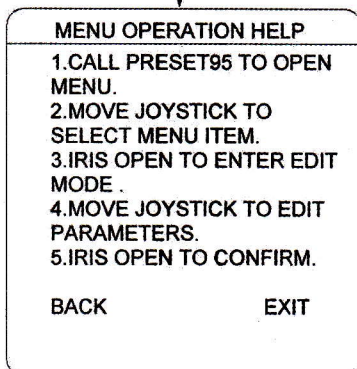 MENU OPERATION HELP
1.CALL PRESET95 TO OPEN
MENU.
2.MOVE JOYSTICK TO
SELECT MENU ITEM.
3.IRIS OPEN TO ENTER EDIT
MODE .
4.MOVE JOYSTICK TO EDIT
PARAMETERS.
5.IRIS OPEN TO CONFIRM.
BACK EXIT